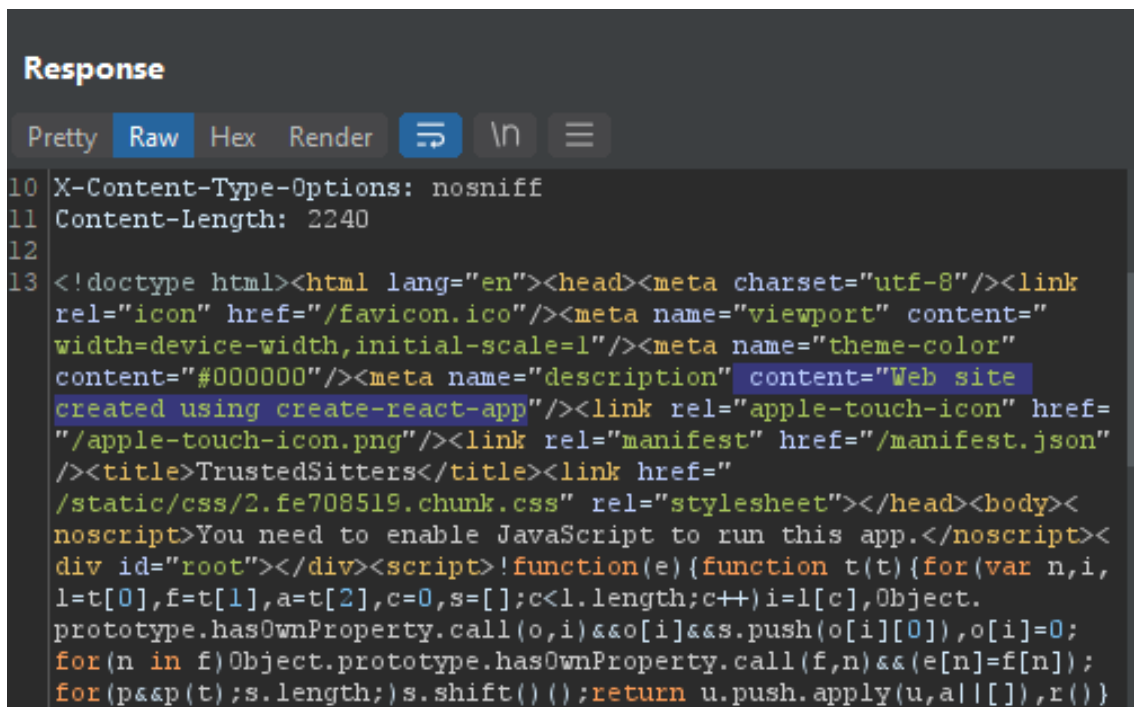 Response
Pretty Raw Hex Render \n
10 X-Content-Type-Options: nosniff
11 Content-Length: 2240
12
13 <!doctype html><html lang="en"><head><meta charset="utf-8"/><link
rel="icon" href="/favicon.ico"/><meta name="viewport" content="
width=device-width,initial-scale=1"/><meta name="theme-color"
content="#000000"/><meta name="description" content="Web site
created using create-react-app"/><link rel="apple-touch-icon" href=
"/apple-touch-icon.png"/><link rel="manifest" href="/manifest.json"
/><title>TrustedSitters</title><link href="
/static/css/2.fe708519.chunk.css" rel="stylesheet"></head><body><
noscript>You need to enable JavaScript to run this app.</noscript><
div id="root"></div><script>!function(e){function t(t){for(var n,i,
l=t[0],f=t[1],a=t[2],c=0,s=[];c<l.length;c++)i=l[c],Object.
prototype.hasOwnProperty.call(o,i)&&o[i]&&s.push(o[i][0]),o[i]=0;
for(n in f)Object.prototype.hasOwnProperty.call(f,n)&&(e[n]=f[n]);
for(p&&p(t);s.length;)s.shift()();return u.push.apply(u,a||[]),r()}